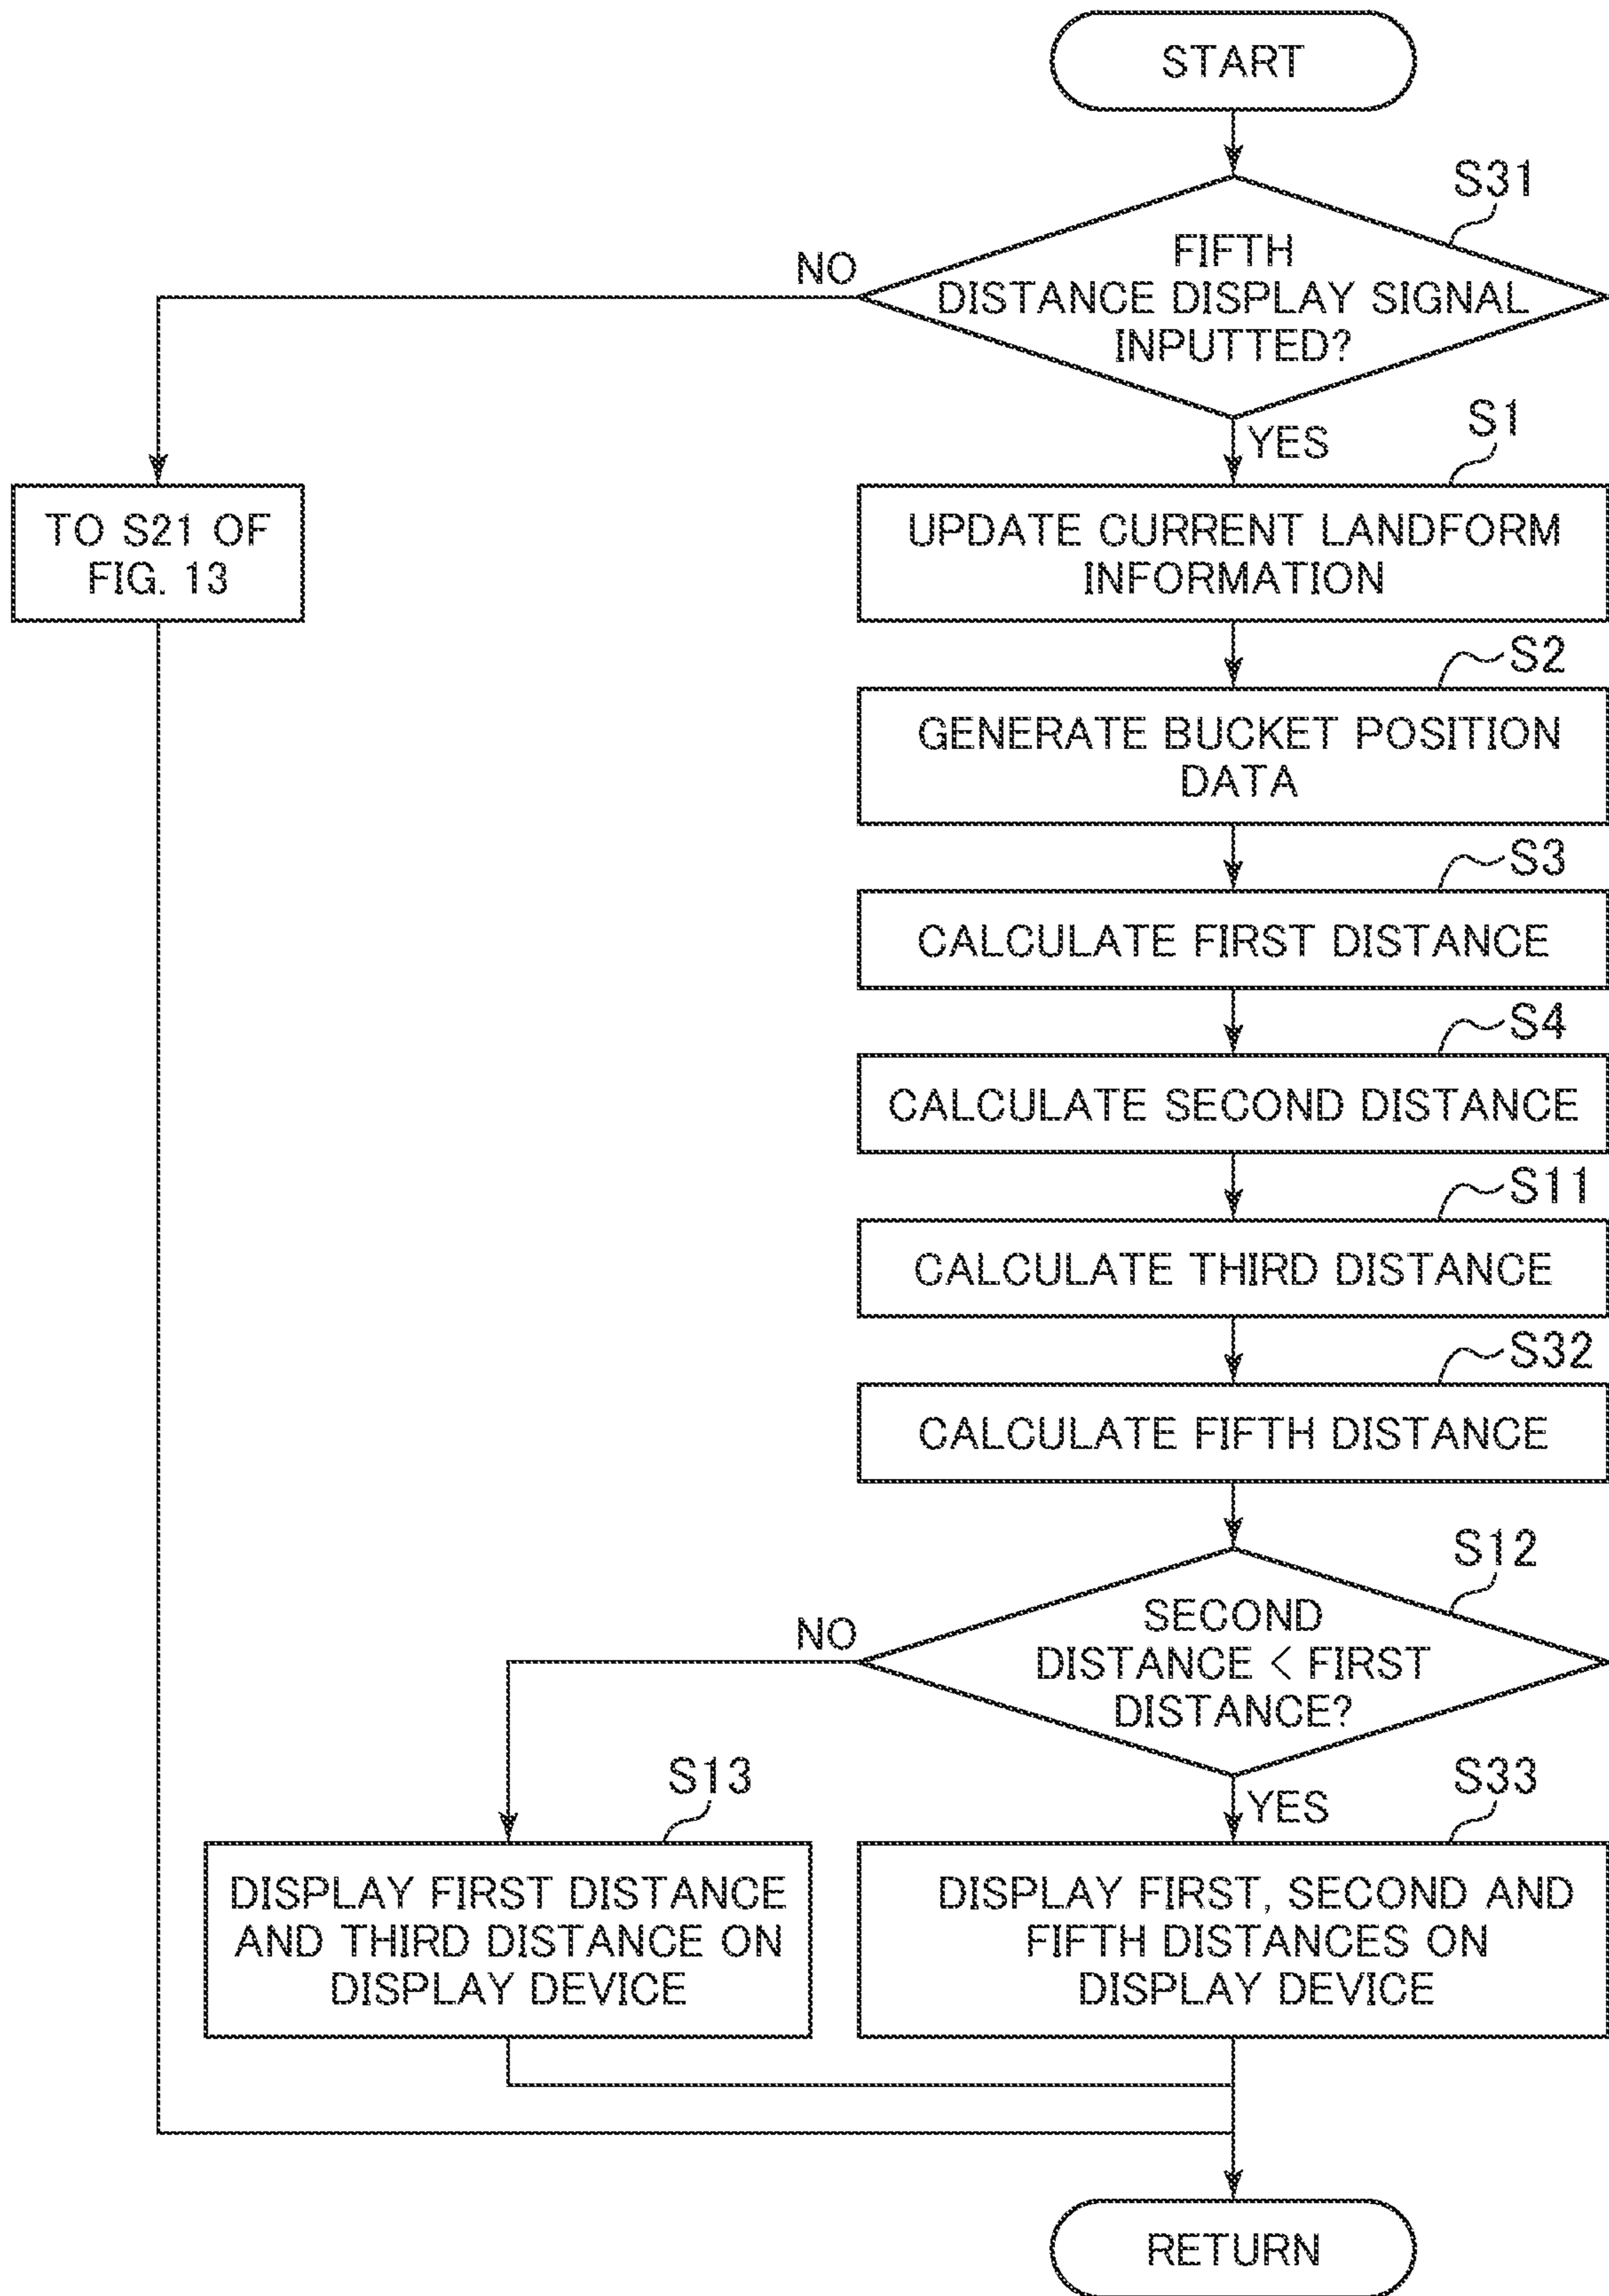 START
S31
FIFTH
DISTANCE DISPLAY SIGNAL
INPUTTED?
NO
YES
S1
TO S21 OF
FIG. 13
UPDATE CURRENT LANDFORM
INFORMATION
S2
GENERATE BUCKET POSITION
DATA
S3
CALCULATE FIRST DISTANCE
S4
CALCULATE SECOND DISTANCE
S11
CALCULATE THIRD DISTANCE
S32
CALCULATE FIFTH DISTANCE
S12
SECOND
DISTANCE < FIRST
DISTANCE?
NO
YES
S13
DISPLAY FIRST DISTANCE
AND THIRD DISTANCE ON
DISPLAY DEVICE
S33
DISPLAY FIRST, SECOND AND
FIFTH DISTANCES ON
DISPLAY DEVICE
RETURN